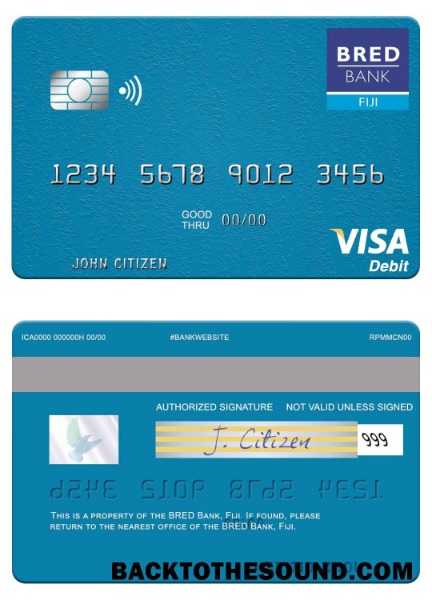 BRED
BANK
FIJI
1234 5678 9012 3456
GOOD
THRU 00/00
VISA
Debit
JOHN CITIZEN
ICA0000 000000H 00/00 #BANKWEBSITE RPMMCN00
AUTHORIZED SIGNATURE NOT VALID UNLESS SIGNED
J. Citizen 999
THIS IS A PROPERTY OF THE BRED BANK, FIJI. IF FOUND, PLEASE
RETURN TO THE NEAREST OFFICE OF THE BRED BANK, FIJI.
BACKTOTHESOUND.COM